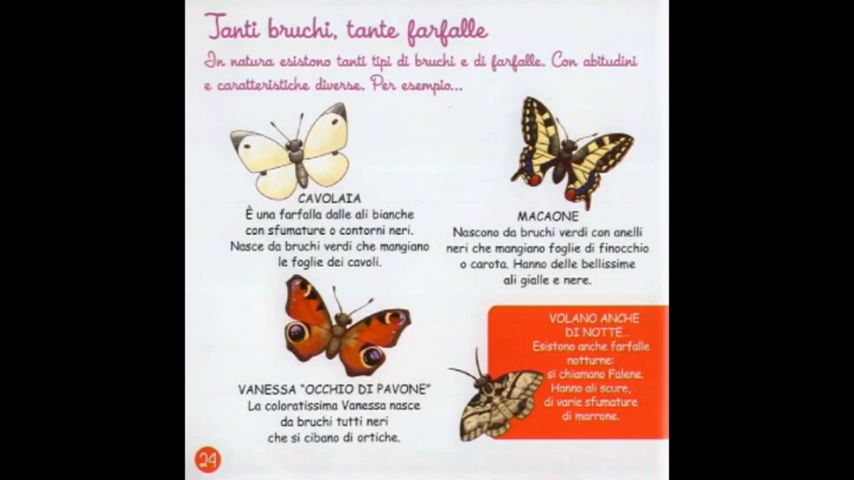 Tanti bruchi, tante farfalle
In natura esistono tanti tipi di bruchi e di farfalle. Con abitudini
e caratteristiche diverse. Per esempio...
CAVOLAIA
È una farfalla dalle ali bianche
con sfumature o contorni neri.
Nasce da bruchi verdi che mangiano
le foglie dei cavoli.
MACAONE
Nascono da bruchi verdi con anelli
neri che mangiano foglie di finocchio
o carota. Hanno delle bellissime
ali gialle e nere.
VANESSA "OCCHIO DI PAVONE"
La coloratissima Vanessa nasce
da bruchi tutti neri
che si cibano di ortiche.
VOLANO ANCHE
DI NOTTE...
Esistono anche farfalle
notturne:
si chiamano Falene.
Hanno ali scure,
di varie sfumature
di marrone.
24